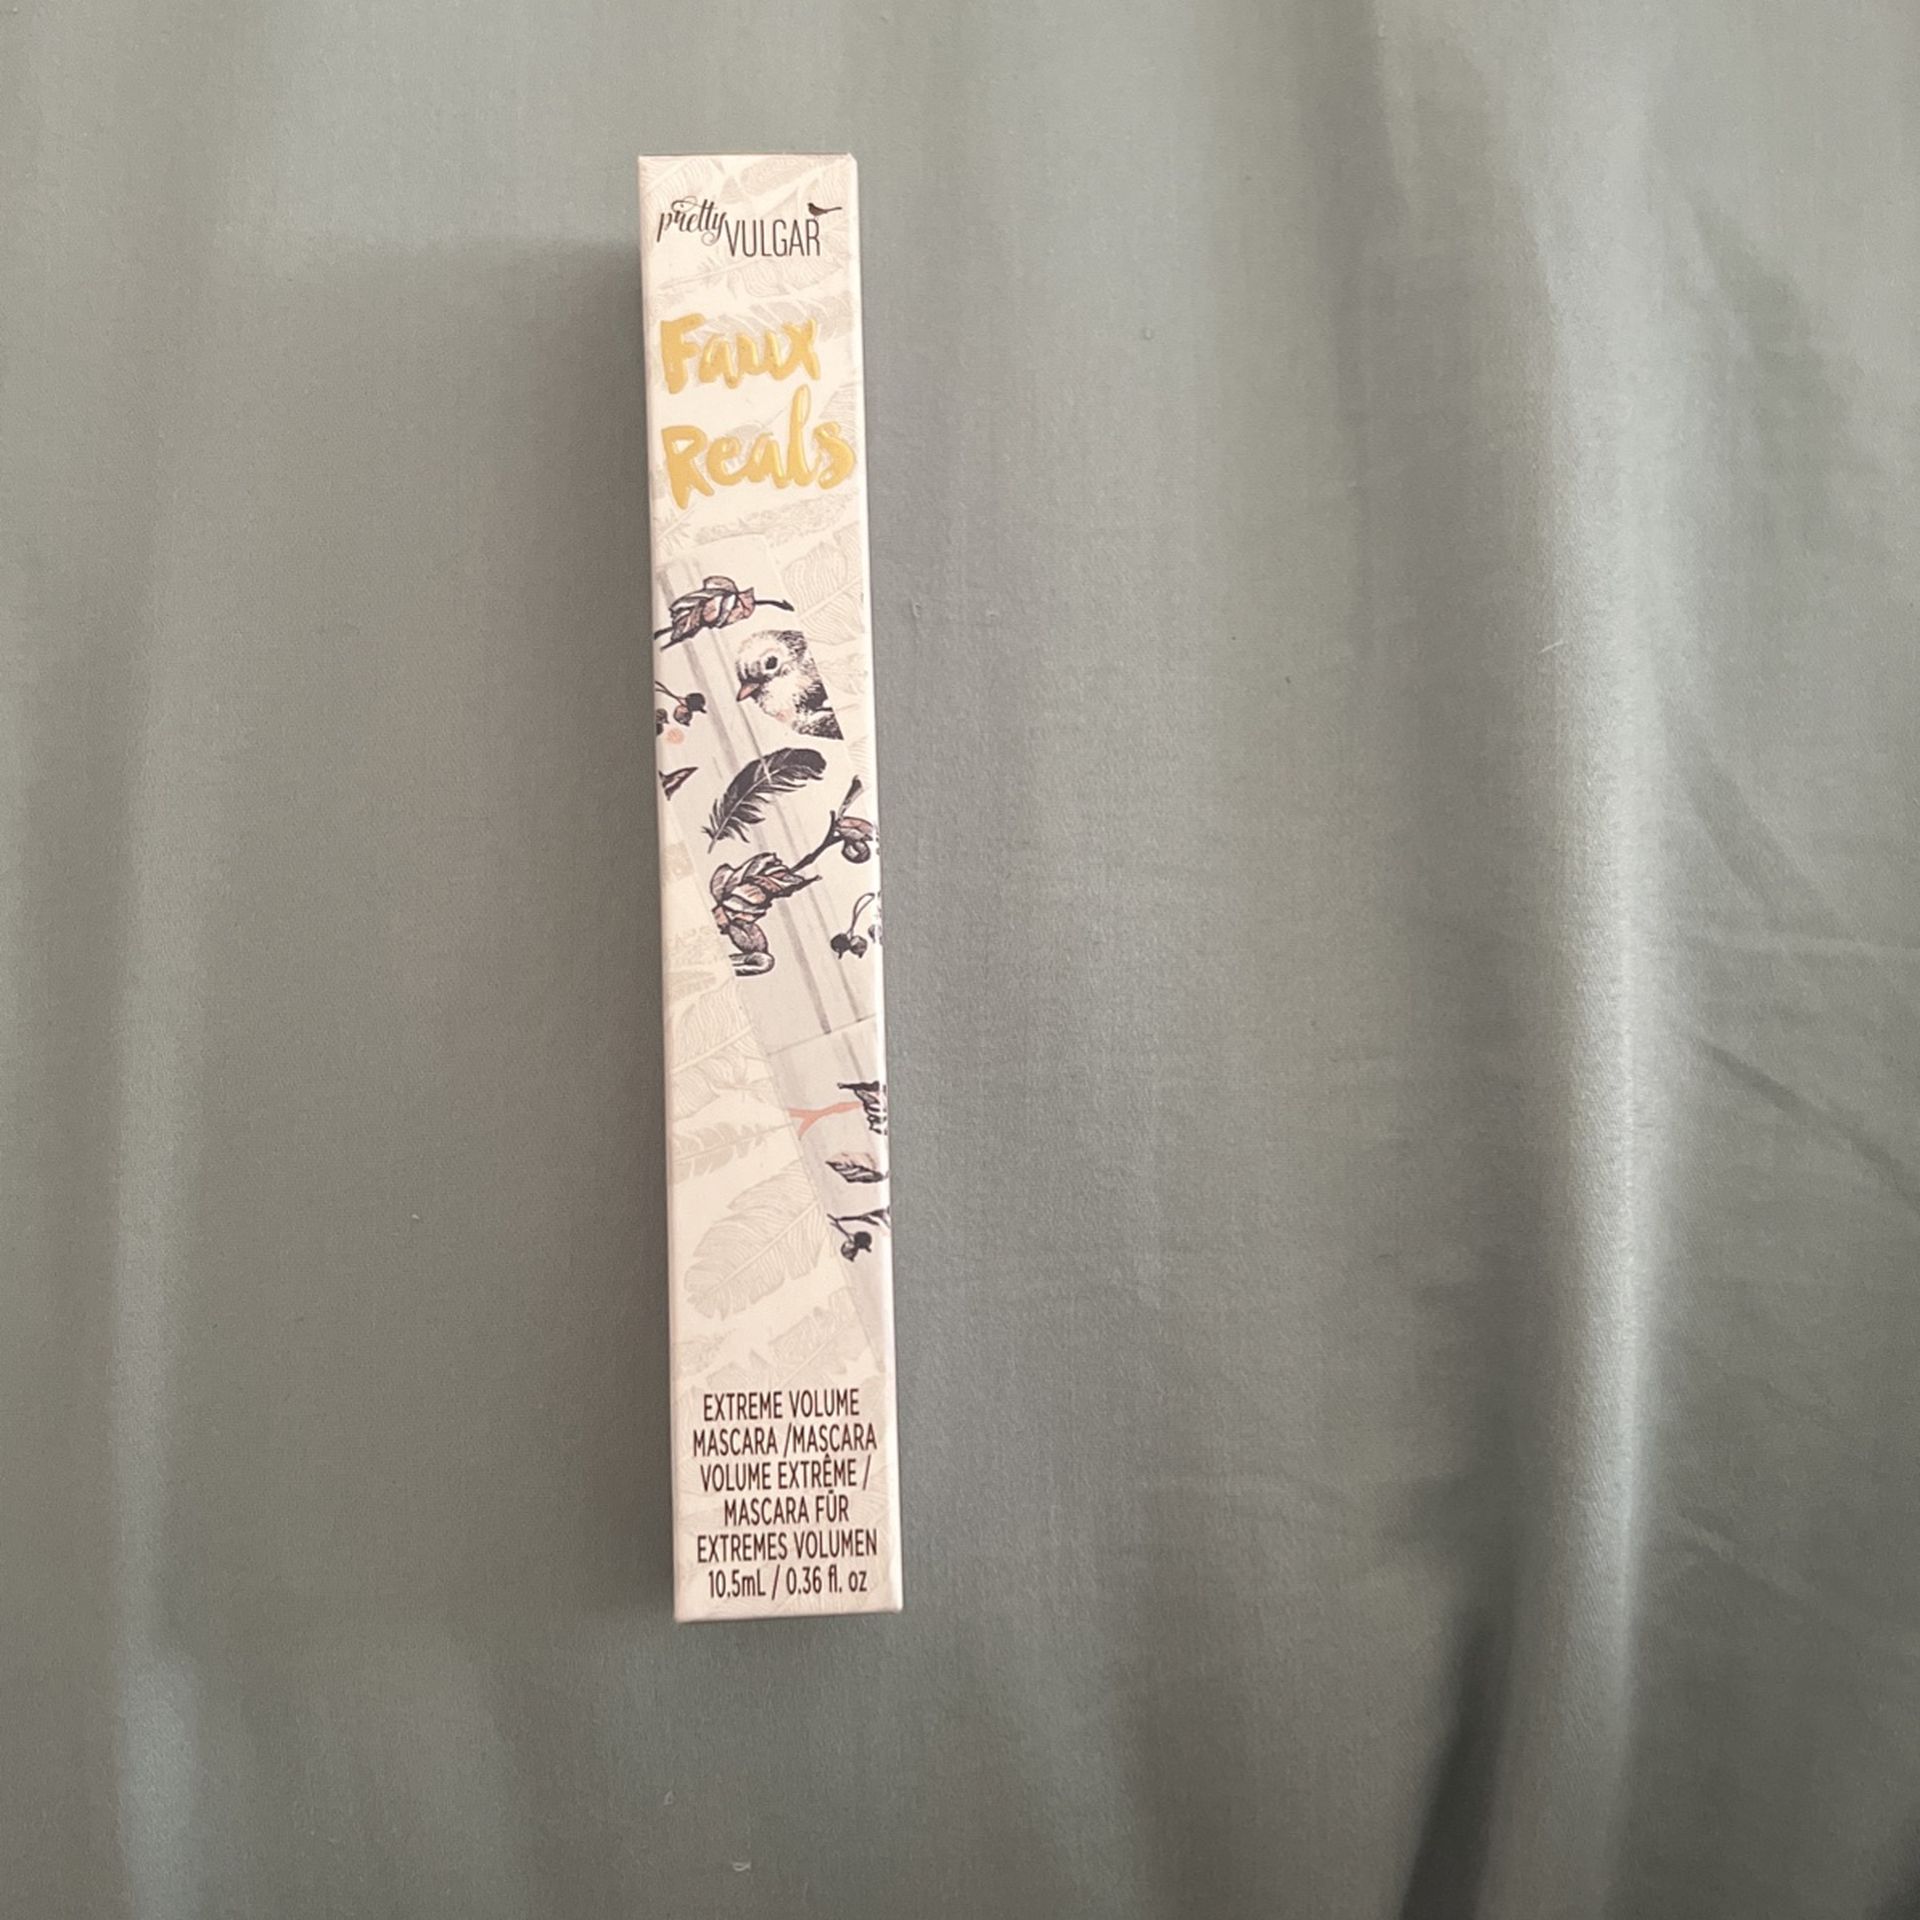 pretty VULGAR
Faux
Reals
EXTREME VOLUME
MASCARA /MASCARA
VOLUME EXTRÊME /
MASCARA FÜR
EXTREMES VOLUMEN
10.5mL / 0.36 fl. oz